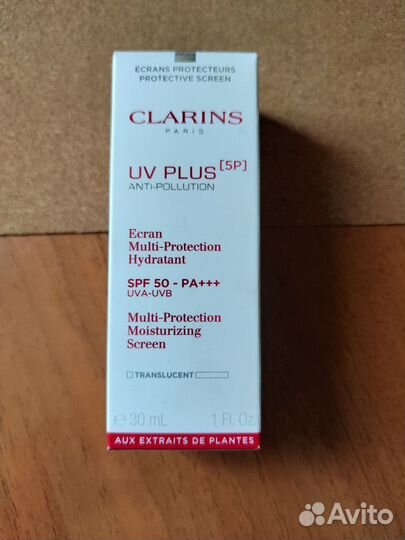 ÉCRANS PROTECTEURS
PROTECTIVE SCREEN
CLARINS
PARIS
UV PLUS [5P]
ANTI-POLLUTION
Ecran
Multi-Protection
Hydratant
SPF 50 - PA+++
UVA-UVB
Multi-Protection
Moisturizing
Screen
TRANSLUCENT
℮ 30 mL 1 Fl. Oz.
AUX EXTRAITS DE PLANTES
Avito